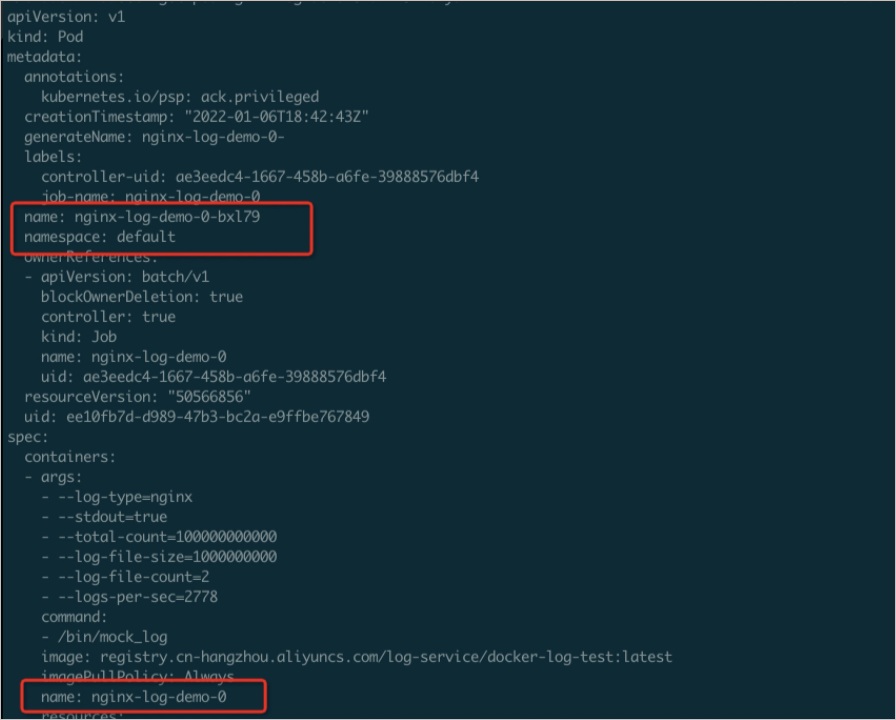 apiVersion: v1
kind: Pod
metadata:
  annotations:
    kubernetes.io/psp: ack.privileged
  creationTimestamp: "2022-01-06T18:42:43Z"
  generateName: nginx-log-demo-0-
  labels:
    controller-uid: ae3eedc4-1667-458b-a6fe-39888576dbf4
    job-name: nginx-log-demo-0
  name: nginx-log-demo-0-bxl79
  namespace: default
  ownerReferences:
  - apiVersion: batch/v1
    blockOwnerDeletion: true
    controller: true
    kind: Job
    name: nginx-log-demo-0
    uid: ae3eedc4-1667-458b-a6fe-39888576dbf4
  resourceVersion: "50566856"
  uid: ee10fb7d-d989-47b3-bc2a-e9ffbe767849
spec:
  containers:
  - args:
    - --log-type=nginx
    - --stdout=true
    - --total-count=100000000000
    - --log-file-size=1000000000
    - --log-file-count=2
    - --logs-per-sec=2778
    command:
    - /bin/mock_log
    image: registry.cn-hangzhou.aliyuncs.com/log-service/docker-log-test:latest
    imagePullPolicy: Always
    name: nginx-log-demo-0
    resources: